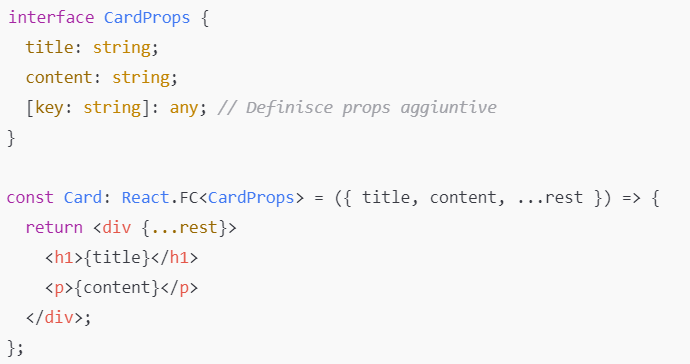 interface CardProps {
  title: string;
  content: string;
  [key: string]: any; // Definisce props aggiuntive
}

const Card: React.FC<CardProps> = ({ title, content, ...rest }) => {
  return <div {...rest}>
    <h1>{title}</h1>
    <p>{content}</p>
  </div>;
};